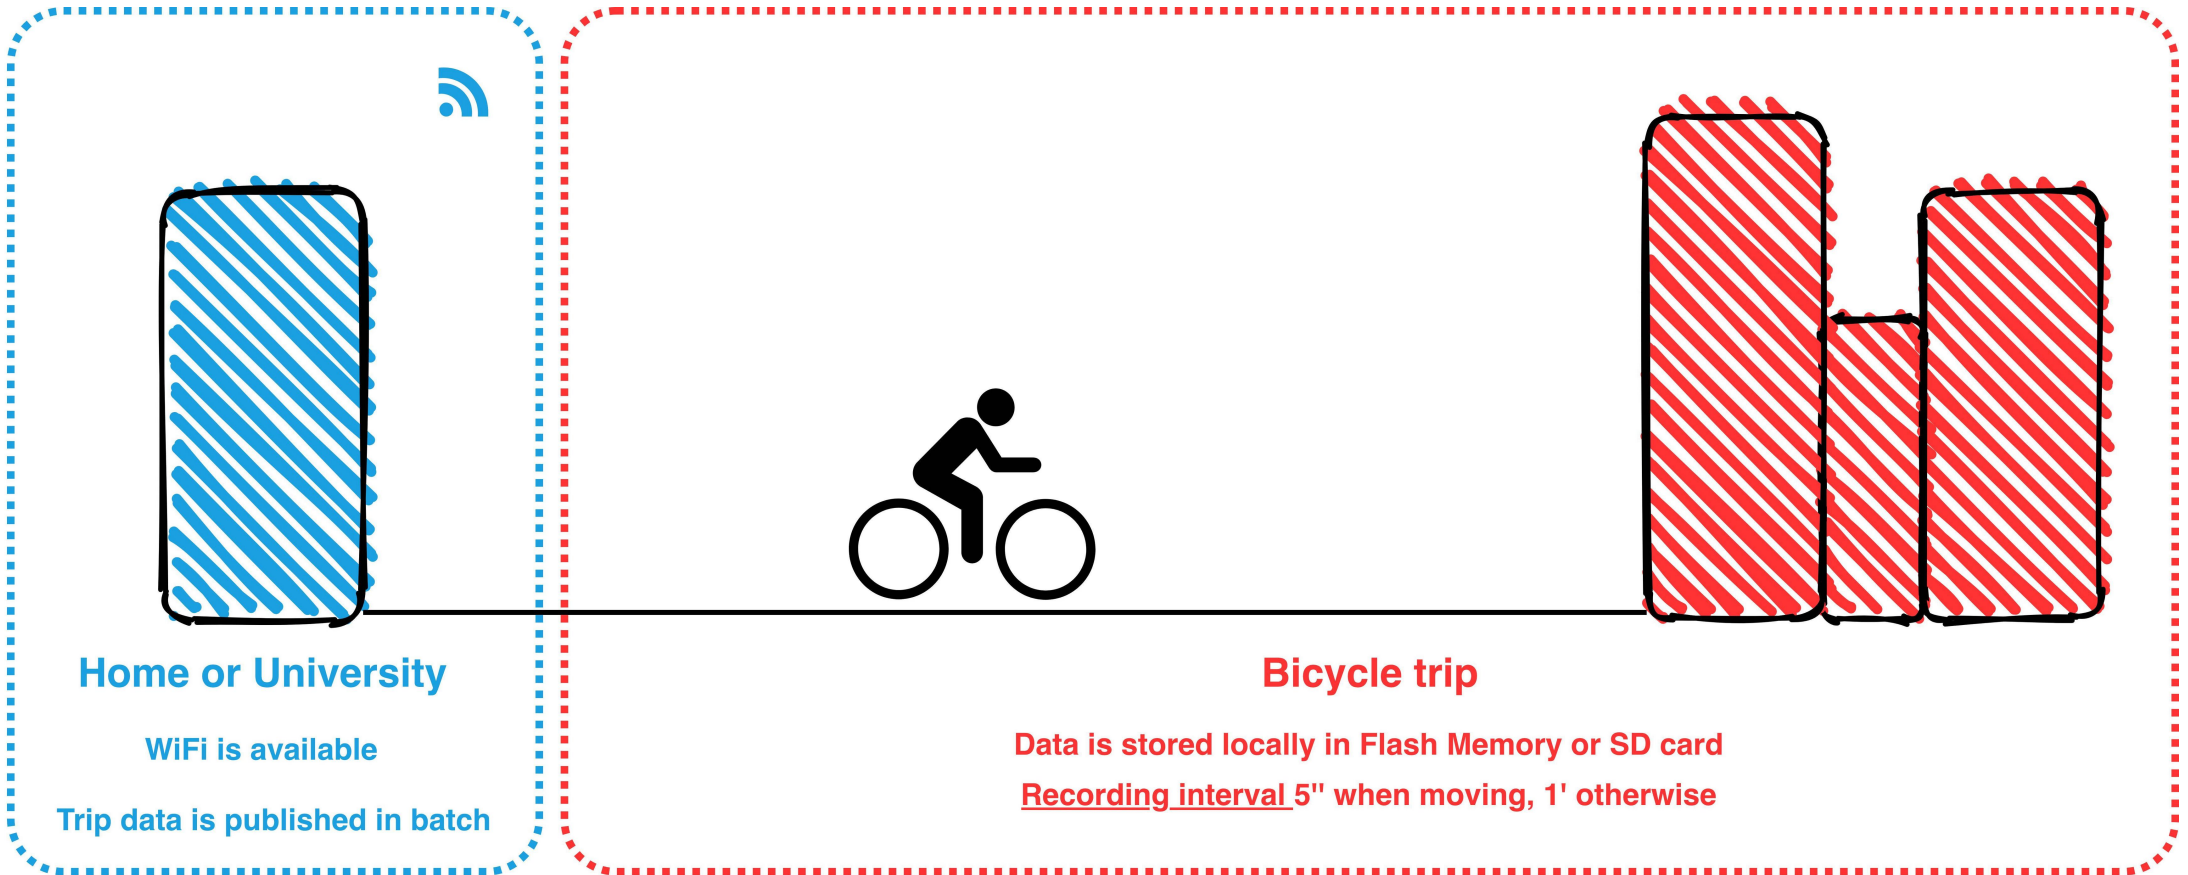 Home or University
WiFi is available
Trip data is published in batch
Bicycle trip
Data is stored locally in Flash Memory or SD card
Recording interval 5" when moving, 1' otherwise